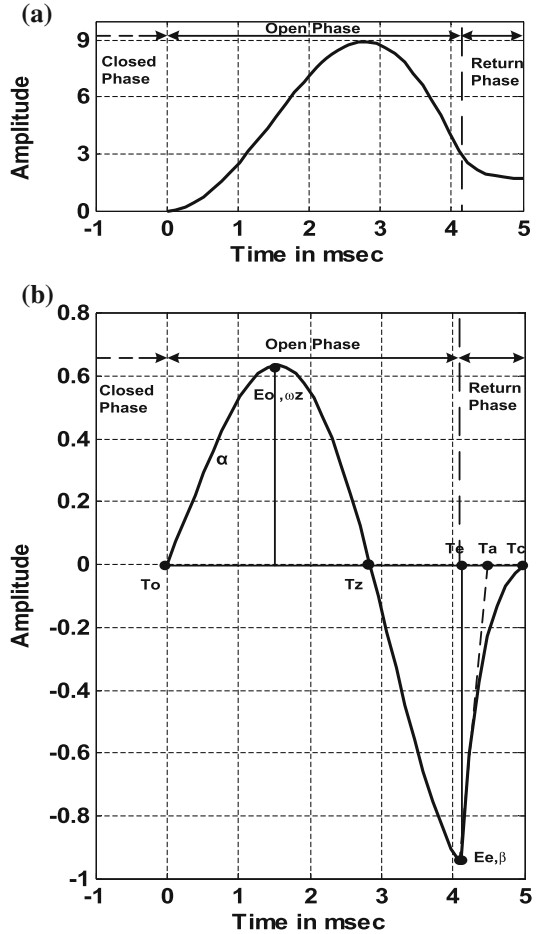 (a)
9
6
3
0
Amplitude
Closed
Phase
Open Phase
Return
Phase
-1 0 1 2 3 4 5
Time in msec
(b)
0.8
0.6
0.4
0.2
0
-0.2
-0.4
-0.6
-0.8
-1
Amplitude
Closed
Phase
Open Phase
Return
Phase
Eo ,ωz
α
To
Tz
Te
Ta
Tc
Ee,β
-1 0 1 2 3 4 5
Time in msec